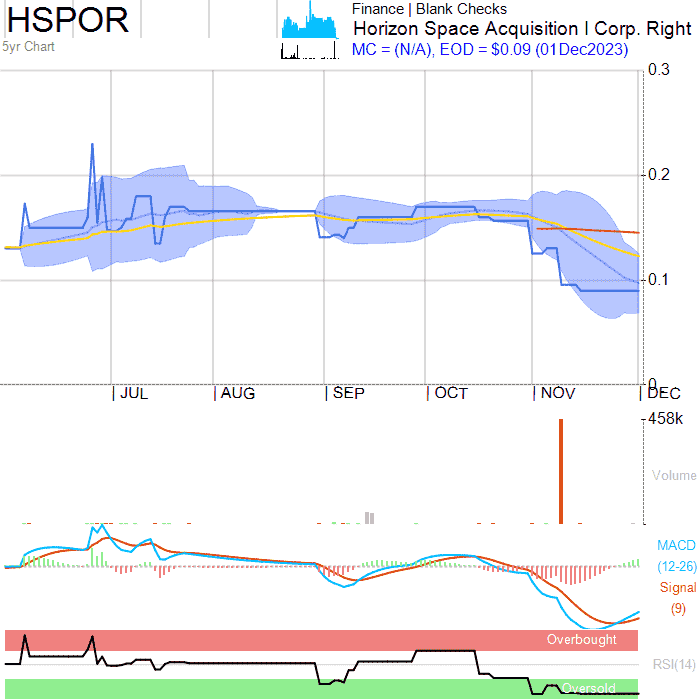 HSPOR
5yr Chart
Finance | Blank Checks
Horizon Space Acquisition I Corp. Right
MC = (N/A), EOD = $0.09 (01Dec2023)
0.3
0.2
0.1
0
JUL
AUG
SEP
OCT
NOV
DEC
458k
Volume
MACD
(12-26)
Signal
(9)
Overbought
RSI(14)
Oversold